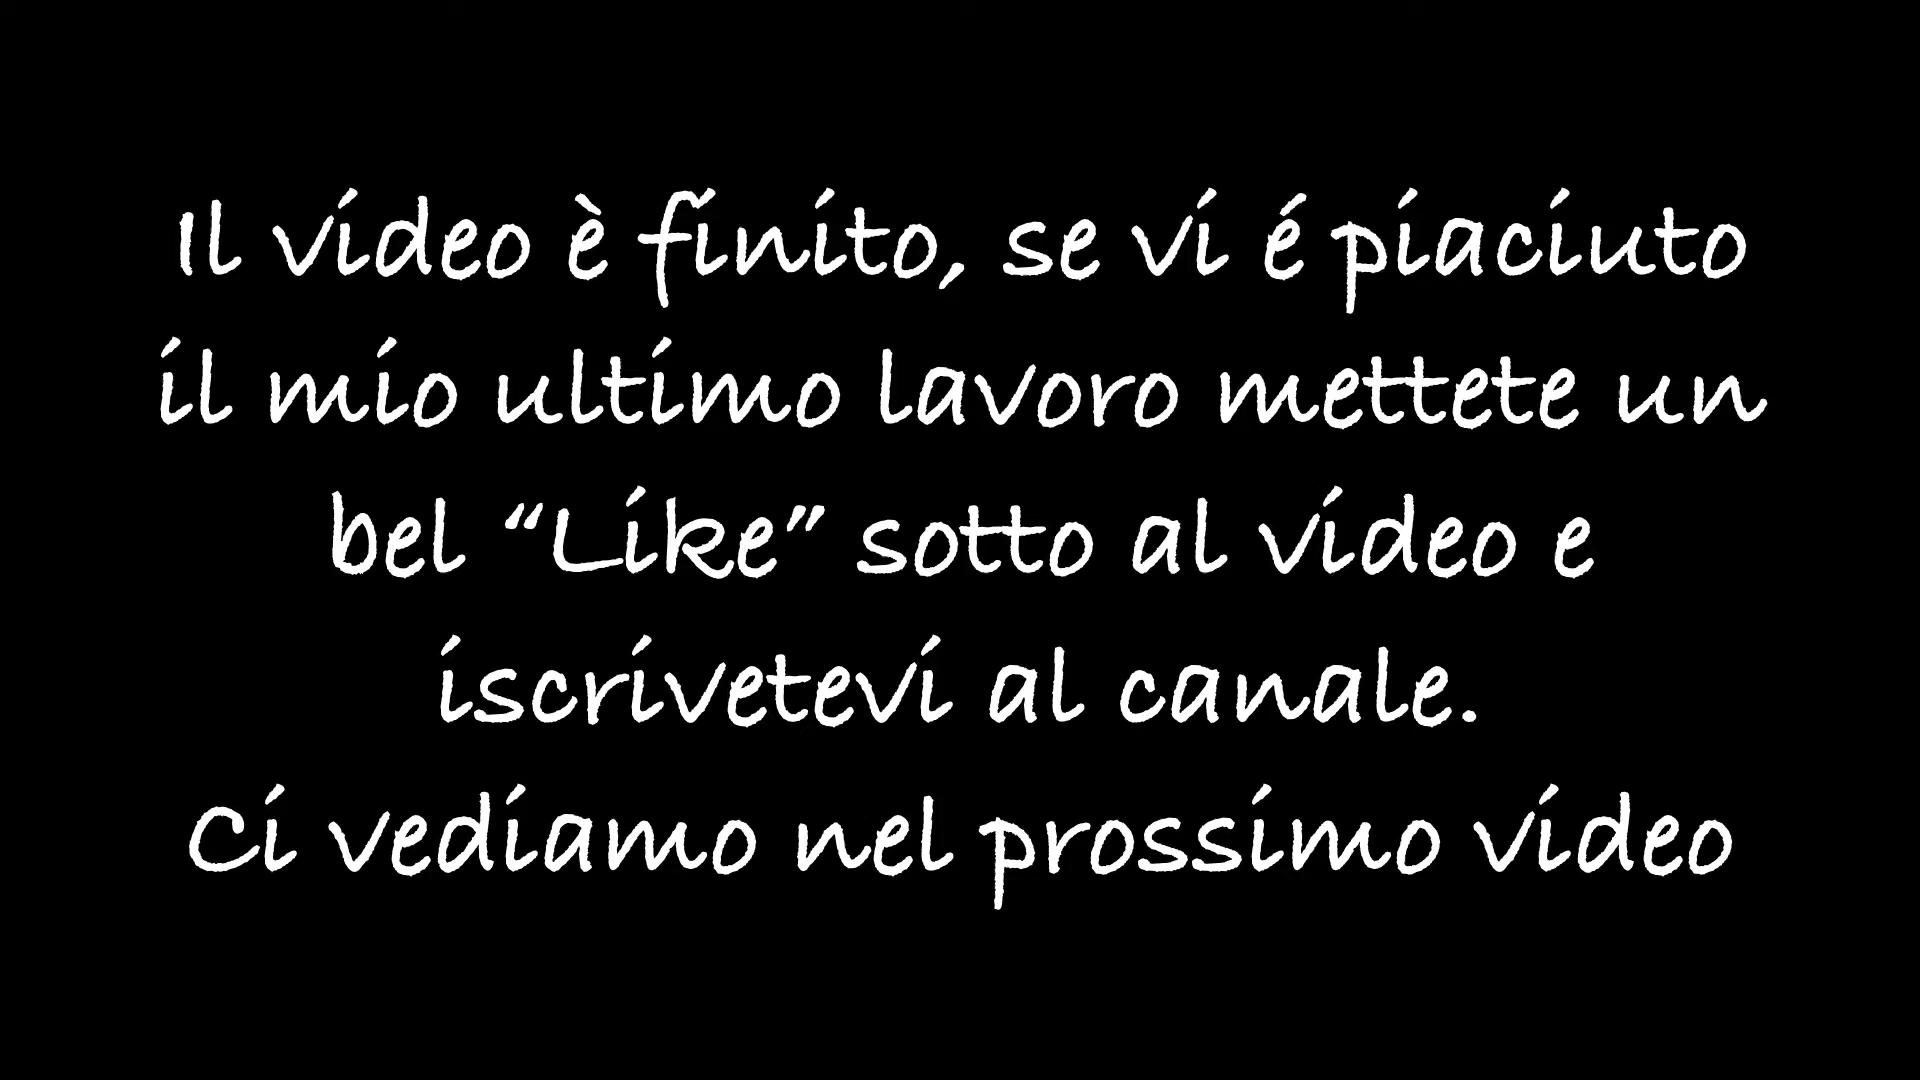 Il video è finito, se vi é piaciuto
il mio ultimo lavoro mettete un
bel “Like” sotto al video e
iscrivetevi al canale.
Ci vediamo nel prossimo video